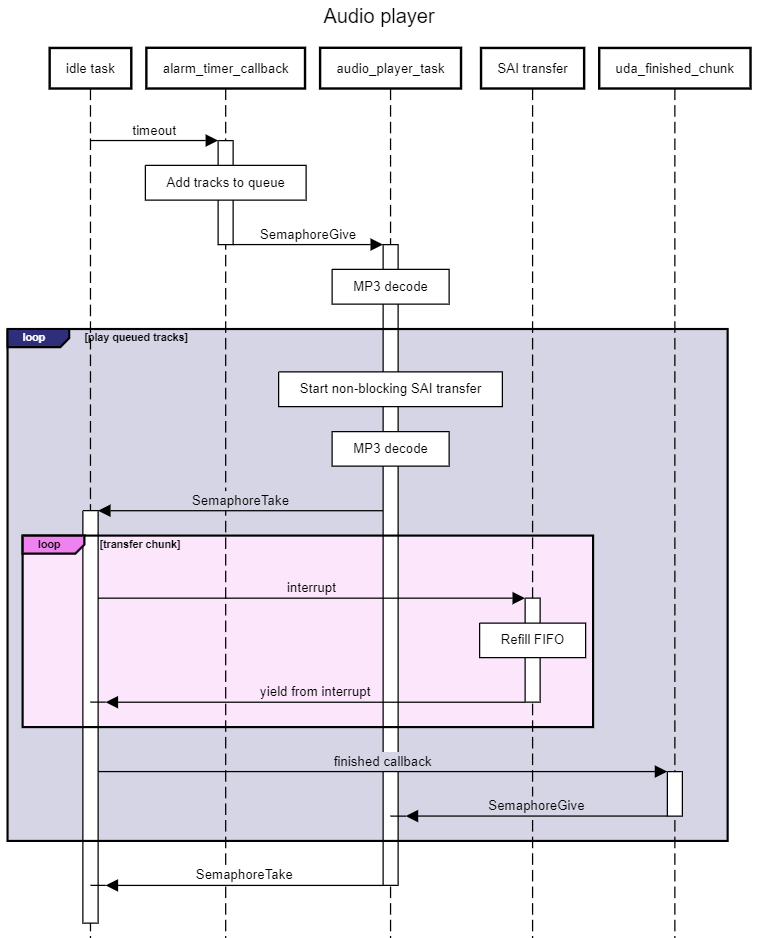 Audio player
idle task
alarm_timer_callback
audio_player_task
SAI transfer
uda_finished_chunk
timeout
Add tracks to queue
SemaphoreGive
MP3 decode
loop
[play queued tracks]
Start non-blocking SAI transfer
MP3 decode
SemaphoreTake
loop
[transfer chunk]
interrupt
Refill FIFO
yield from interrupt
finished callback
SemaphoreGive
SemaphoreTake